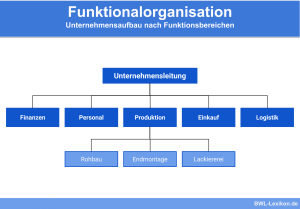 Funktionalorganisation
Unternehmensaufbau nach Funktionsbereichen
Unternehmensleitung
Finanzen Personal Produktion Einkauf Logistik
Rohbau Endmontage Lackiererei
BWL-Lexikon.de